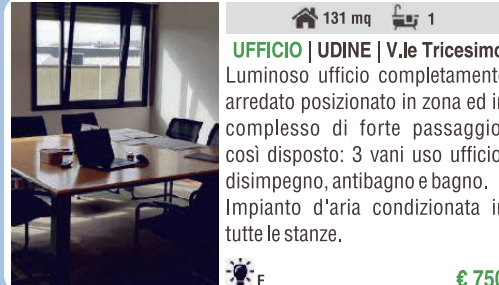 131 mq 1
UFFICIO | UDINE | V.le Tricesimo
Luminoso ufficio completamente
arredato posizionato in zona ed in
complesso di forte passaggio,
così disposto: 3 vani uso ufficio,
disimpegno, antibagno e bagno.
Impianto d'aria condizionata in
tutte le stanze.
F € 750